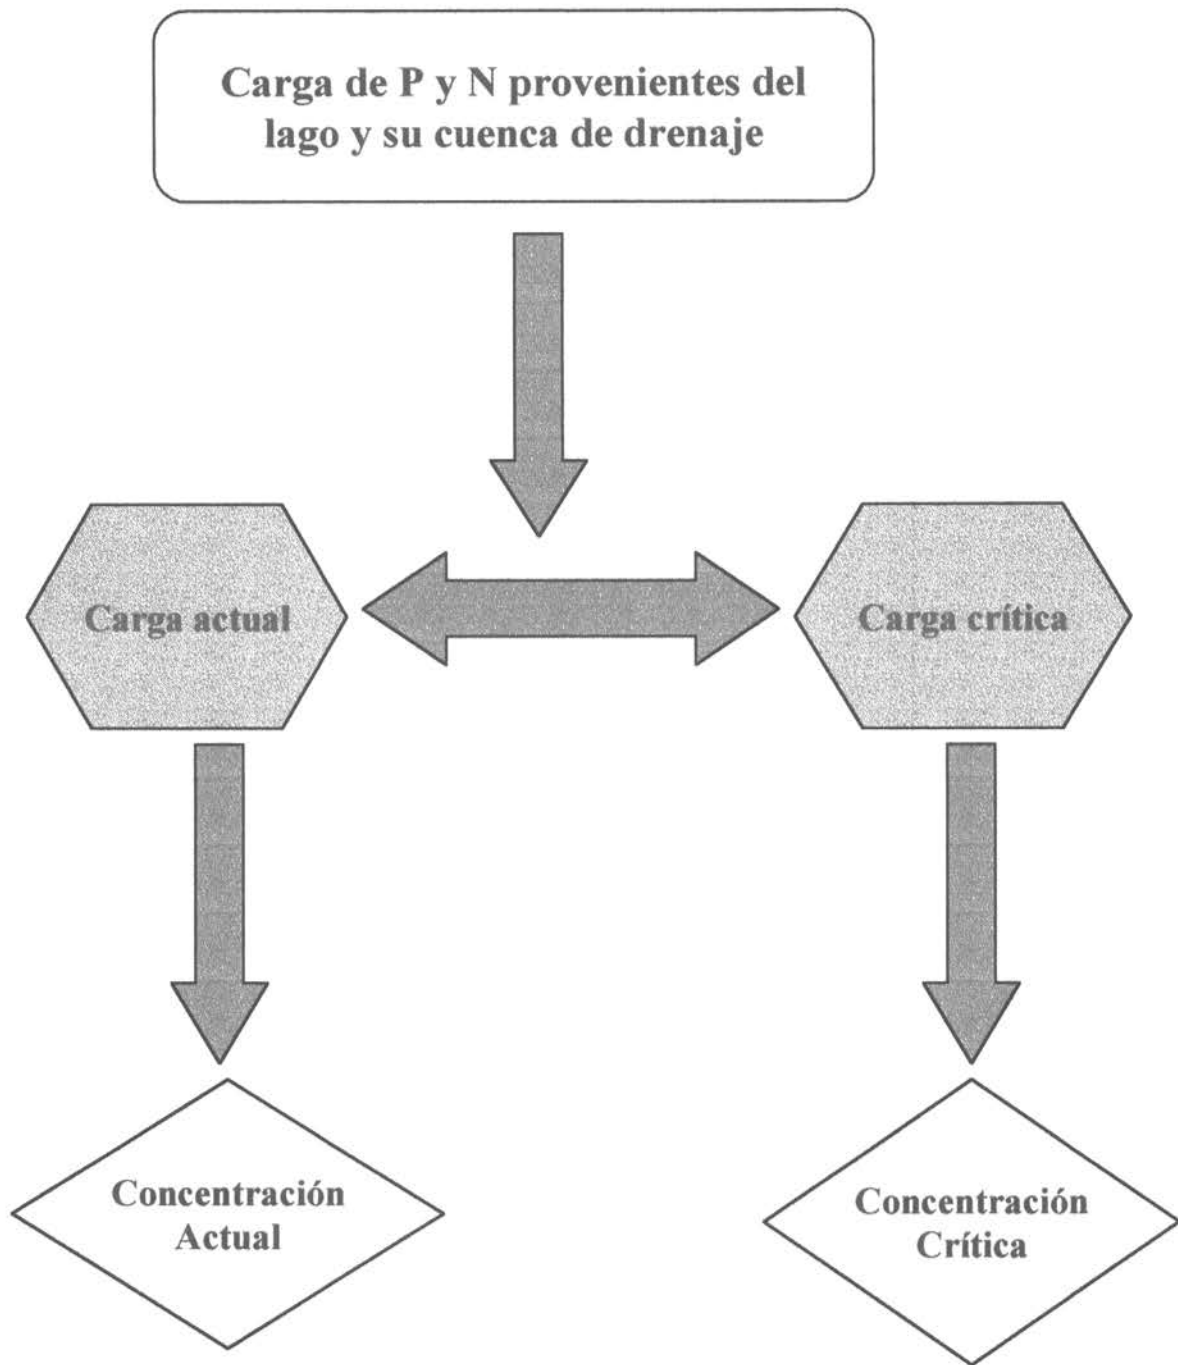 Carga de P y N provenientes del
lago y su cuenca de drenaje
Carga actual
Carga crítica
Concentración
Actual
Concentración
Crítica